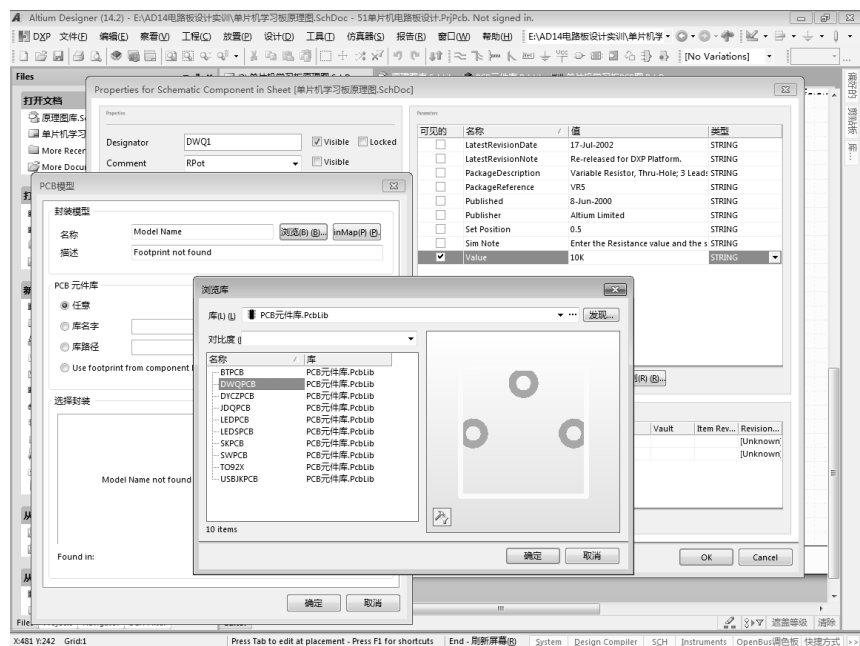 Altium Designer (14.2) - E:\AD14电路板设计实训\单片机学习板原理图.SchDoc - 51单片机电路板设计.PrjPcb. Not signed in.
DXP 文件(F) 编辑(E) 察看(V) 工程(C) 放置(P) 设计(D) 工具(T) 仿真器(S) 报告(R) 窗口(W) 帮助(H) E:\AD14电路板设计实训\单片机学
[No Variations]
Files
Properties for Schematic Component in Sheet [单片机学习板原理图.SchDoc]
打开文档
原理图库.S
单片机学习
More Recer
More Docu
Properties
Designator DWQ1 Visible Locked
Comment RPot Visible
Parameters
可见的 名称 / 值 类型
LatestRevisionDate 17-Jul-2002 STRING
LatestRevisionNote Re-released for DXP Platform. STRING
PackageDescription Variable Resistor, Thru-Hole; 3 Leads STRING
PackageReference VR5 STRING
Published 8-Jun-2000 STRING
Publisher Altium Limited STRING
Set Position 0.5 STRING
Sim Note Enter the Resistance value and the s STRING
Value 10K STRING
PCB模型
封装模型
名称 Model Name 浏览(B) (B)... inMap(P) (P).
描述 Footprint not found
PCB 元件库
任意
库名字
库路径
Use footprint from component
选择封装
Model Name not found
Found in:
确定 取消
浏览库
库(L) (L) PCB元件库.PcbLib ... 发现...
对比度
名称 / 库
BTPCB PCB元件库.PcbLib
DWQPCB PCB元件库.PcbLib
DYCZPCB PCB元件库.PcbLib
JDQPCB PCB元件库.PcbLib
LEDPCB PCB元件库.PcbLib
LEDSPCB PCB元件库.PcbLib
SKPCB PCB元件库.PcbLib
SWPCB PCB元件库.PcbLib
TO92X PCB元件库.PcbLib
USBJKPCB PCB元件库.PcbLib
10 items
确定 取消
(R) (R)...
Vault Item Rev... Revision...
[Unknown]
[Unknown]
OK Cancel
偏好的 剪贴板 库...
遮盖等级 清除
X:481 Y:242 Grid:1 Press Tab to edit at placement - Press F1 for shortcuts End - 刷新屏幕(R) System Design Compiler SCH Instruments OpenBus调色板 快捷方式 >>